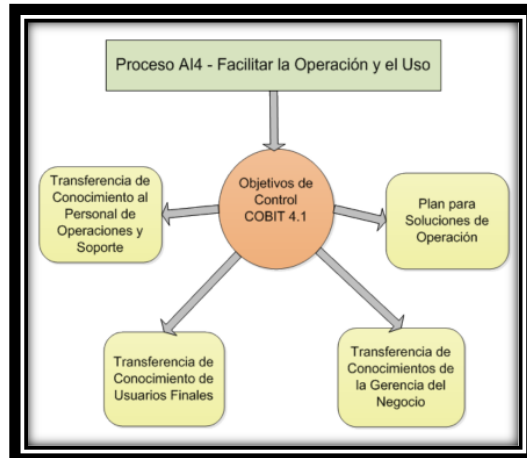 Proceso AI4 - Facilitar la Operación y el Uso
Objetivos de
Control
COBIT 4.1
Transferencia de
Conocimiento al
Personal de
Operaciones y
Soporte
Plan para
Soluciones de
Operación
Transferencia de
Conocimiento de
Usuarios Finales
Transferencia de
Conocimientos de
la Gerencia del
Negocio